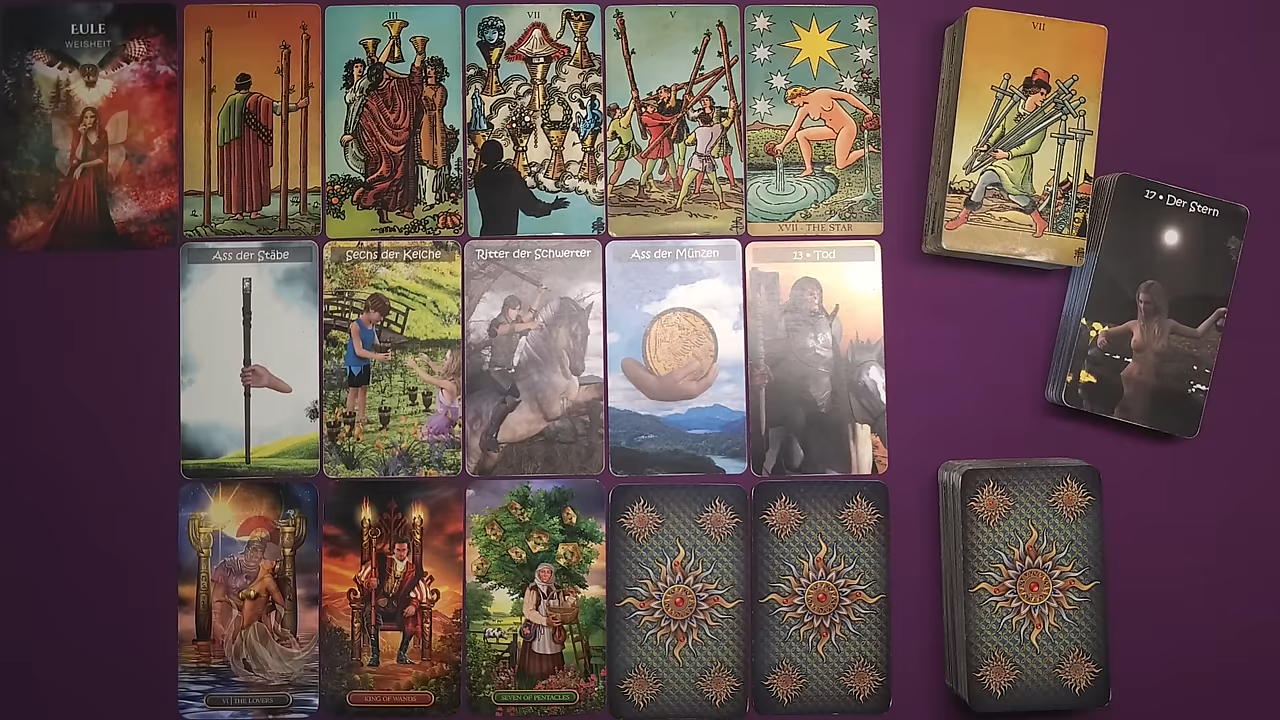 EULE
WEISHEIT
III
III
VII
V
XVII - THE STAR
VII
17 • Der Stern
Ass der Stäbe
Sechs der Kelche
Ritter der Schwerter
Ass der Münzen
13 • Tod
VI | THE LOVERS
KING OF WANDS
SEVEN OF PENTACLES